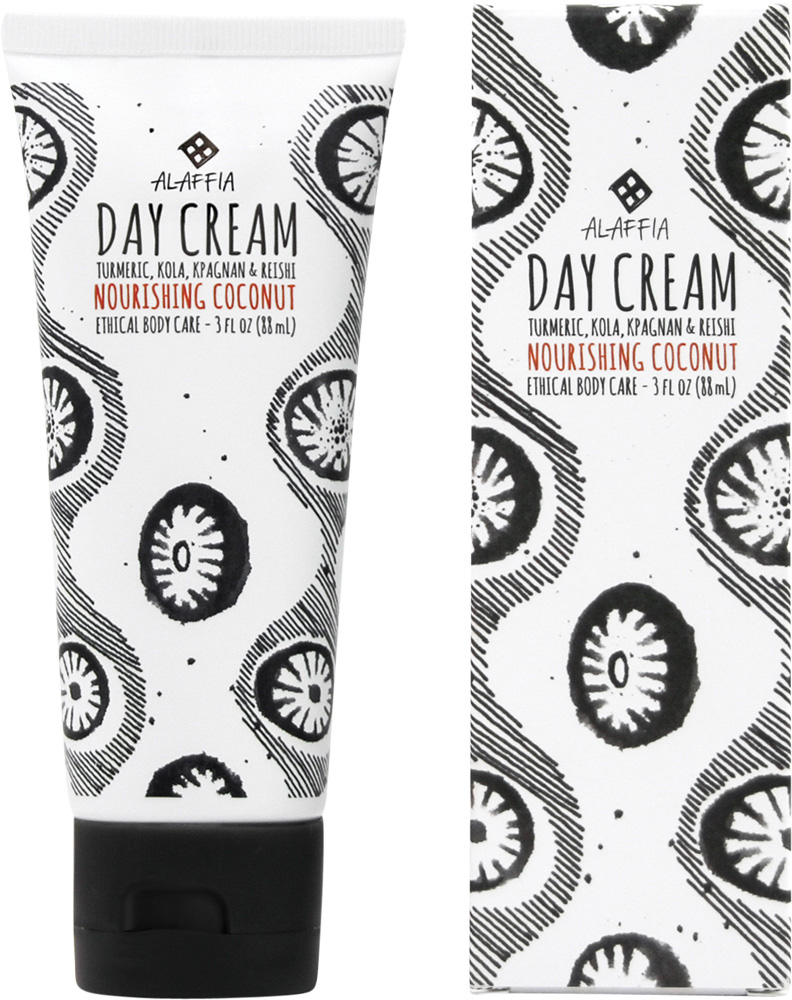 ALAFFIA
DAY CREAM
TURMERIC, KOLA, KPAGNAN & REISHI
NOURISHING COCONUT
ETHICAL BODY CARE - 3 FL OZ (88 mL)
ALAFFIA
DAY CREAM
TURMERIC, KOLA, KPAGNAN & REISHI
NOURISHING COCONUT
ETHICAL BODY CARE - 3 FL OZ (88 mL)